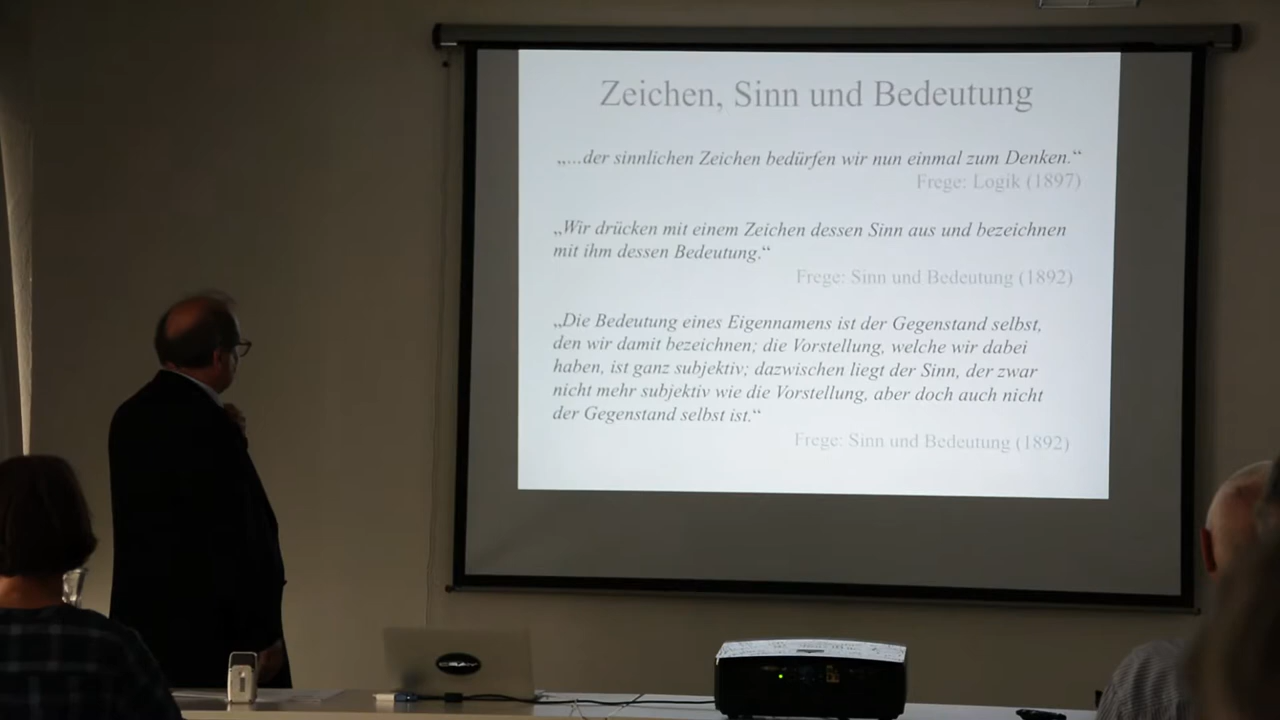 Zeichen, Sinn und Bedeutung
„…der sinnlichen Zeichen bedürfen wir nun einmal zum Denken.“
Frege: Logik (1897)
„Wir drücken mit einem Zeichen dessen Sinn aus und bezeichnen
mit ihm dessen Bedeutung.“
Frege: Sinn und Bedeutung (1892)
„Die Bedeutung eines Eigennamens ist der Gegenstand selbst,
den wir damit bezeichnen; die Vorstellung, welche wir dabei
haben, ist ganz subjektiv; dazwischen liegt der Sinn, der zwar
nicht mehr subjektiv wie die Vorstellung, aber doch auch nicht
der Gegenstand selbst ist.“
Frege: Sinn und Bedeutung (1892)